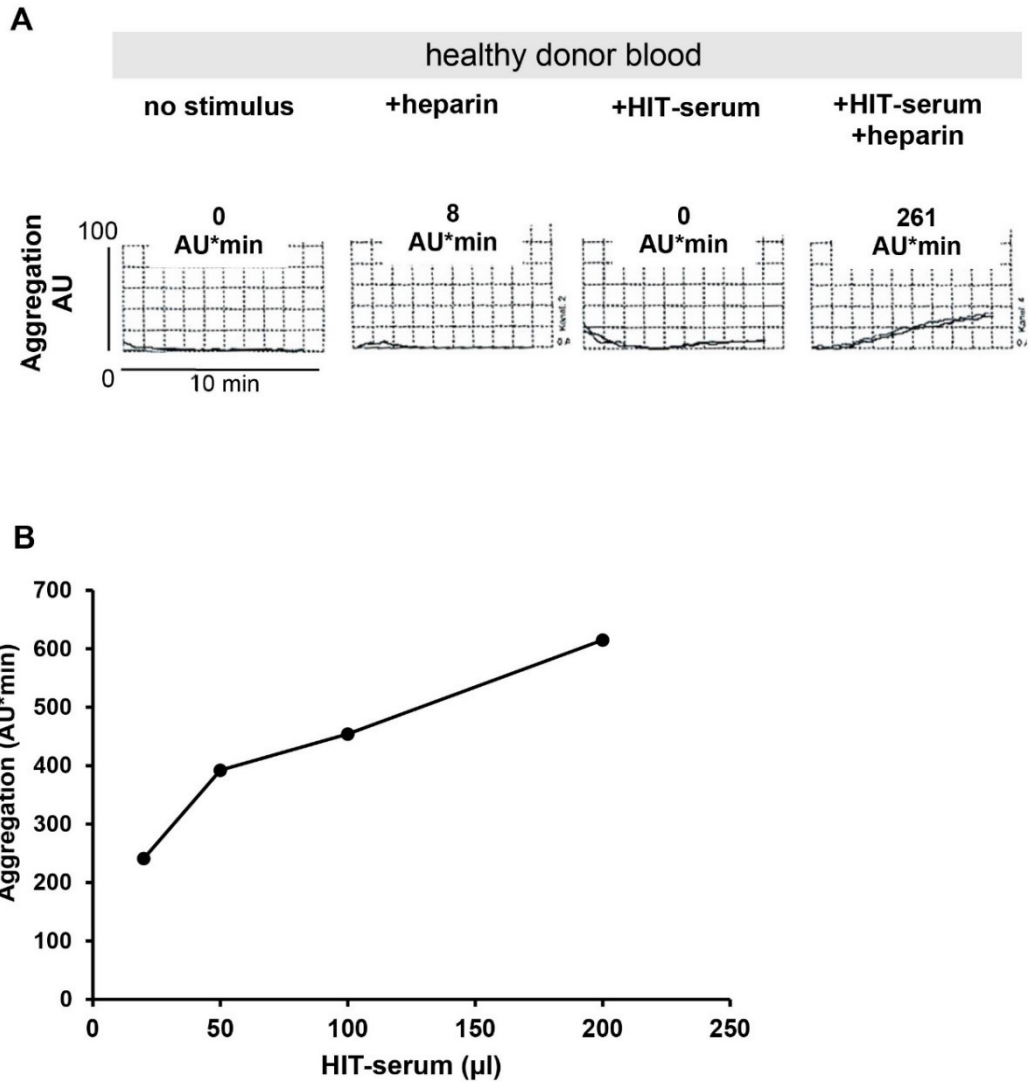 A
healthy donor blood
no stimulus
+heparin
+HIT-serum
+HIT-serum
+heparin
Aggregation
AU
100
0
10 min
0
AU*min
8
AU*min
0
AU*min
261
AU*min
Kanal: 2
B
Aggregation (AU*min)
700
600
500
400
300
200
100
0
0
50
100
150
200
250
HIT-serum (µl)